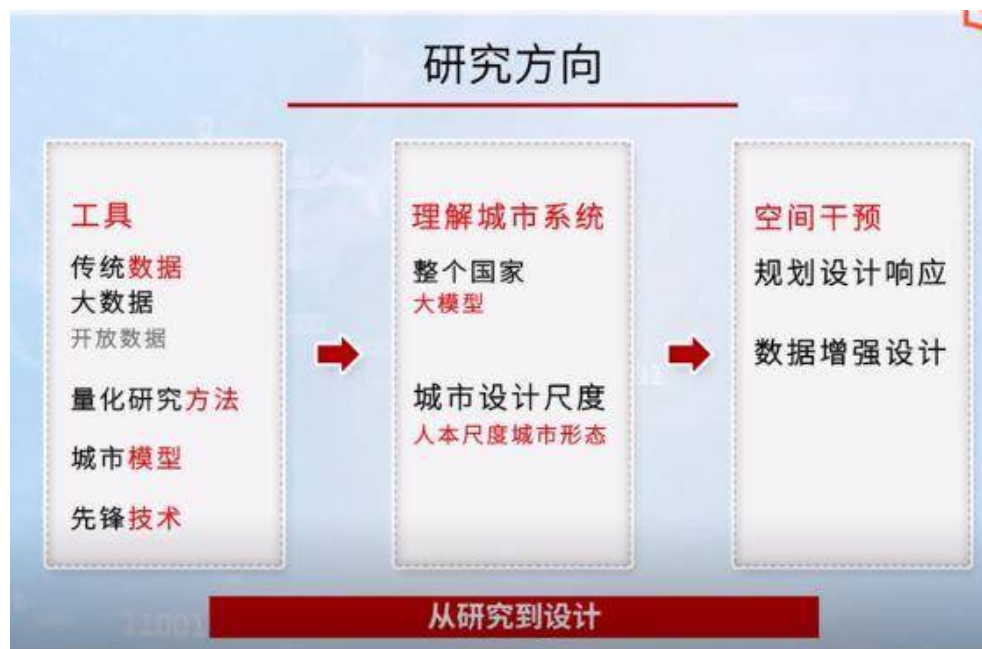 研究方向
工具
传统数据
大数据
开放数据
量化研究方法
城市模型
先锋技术
理解城市系统
整个国家
大模型
城市设计尺度
人本尺度城市形态
空间干预
规划设计响应
数据增强设计
从研究到设计
11001